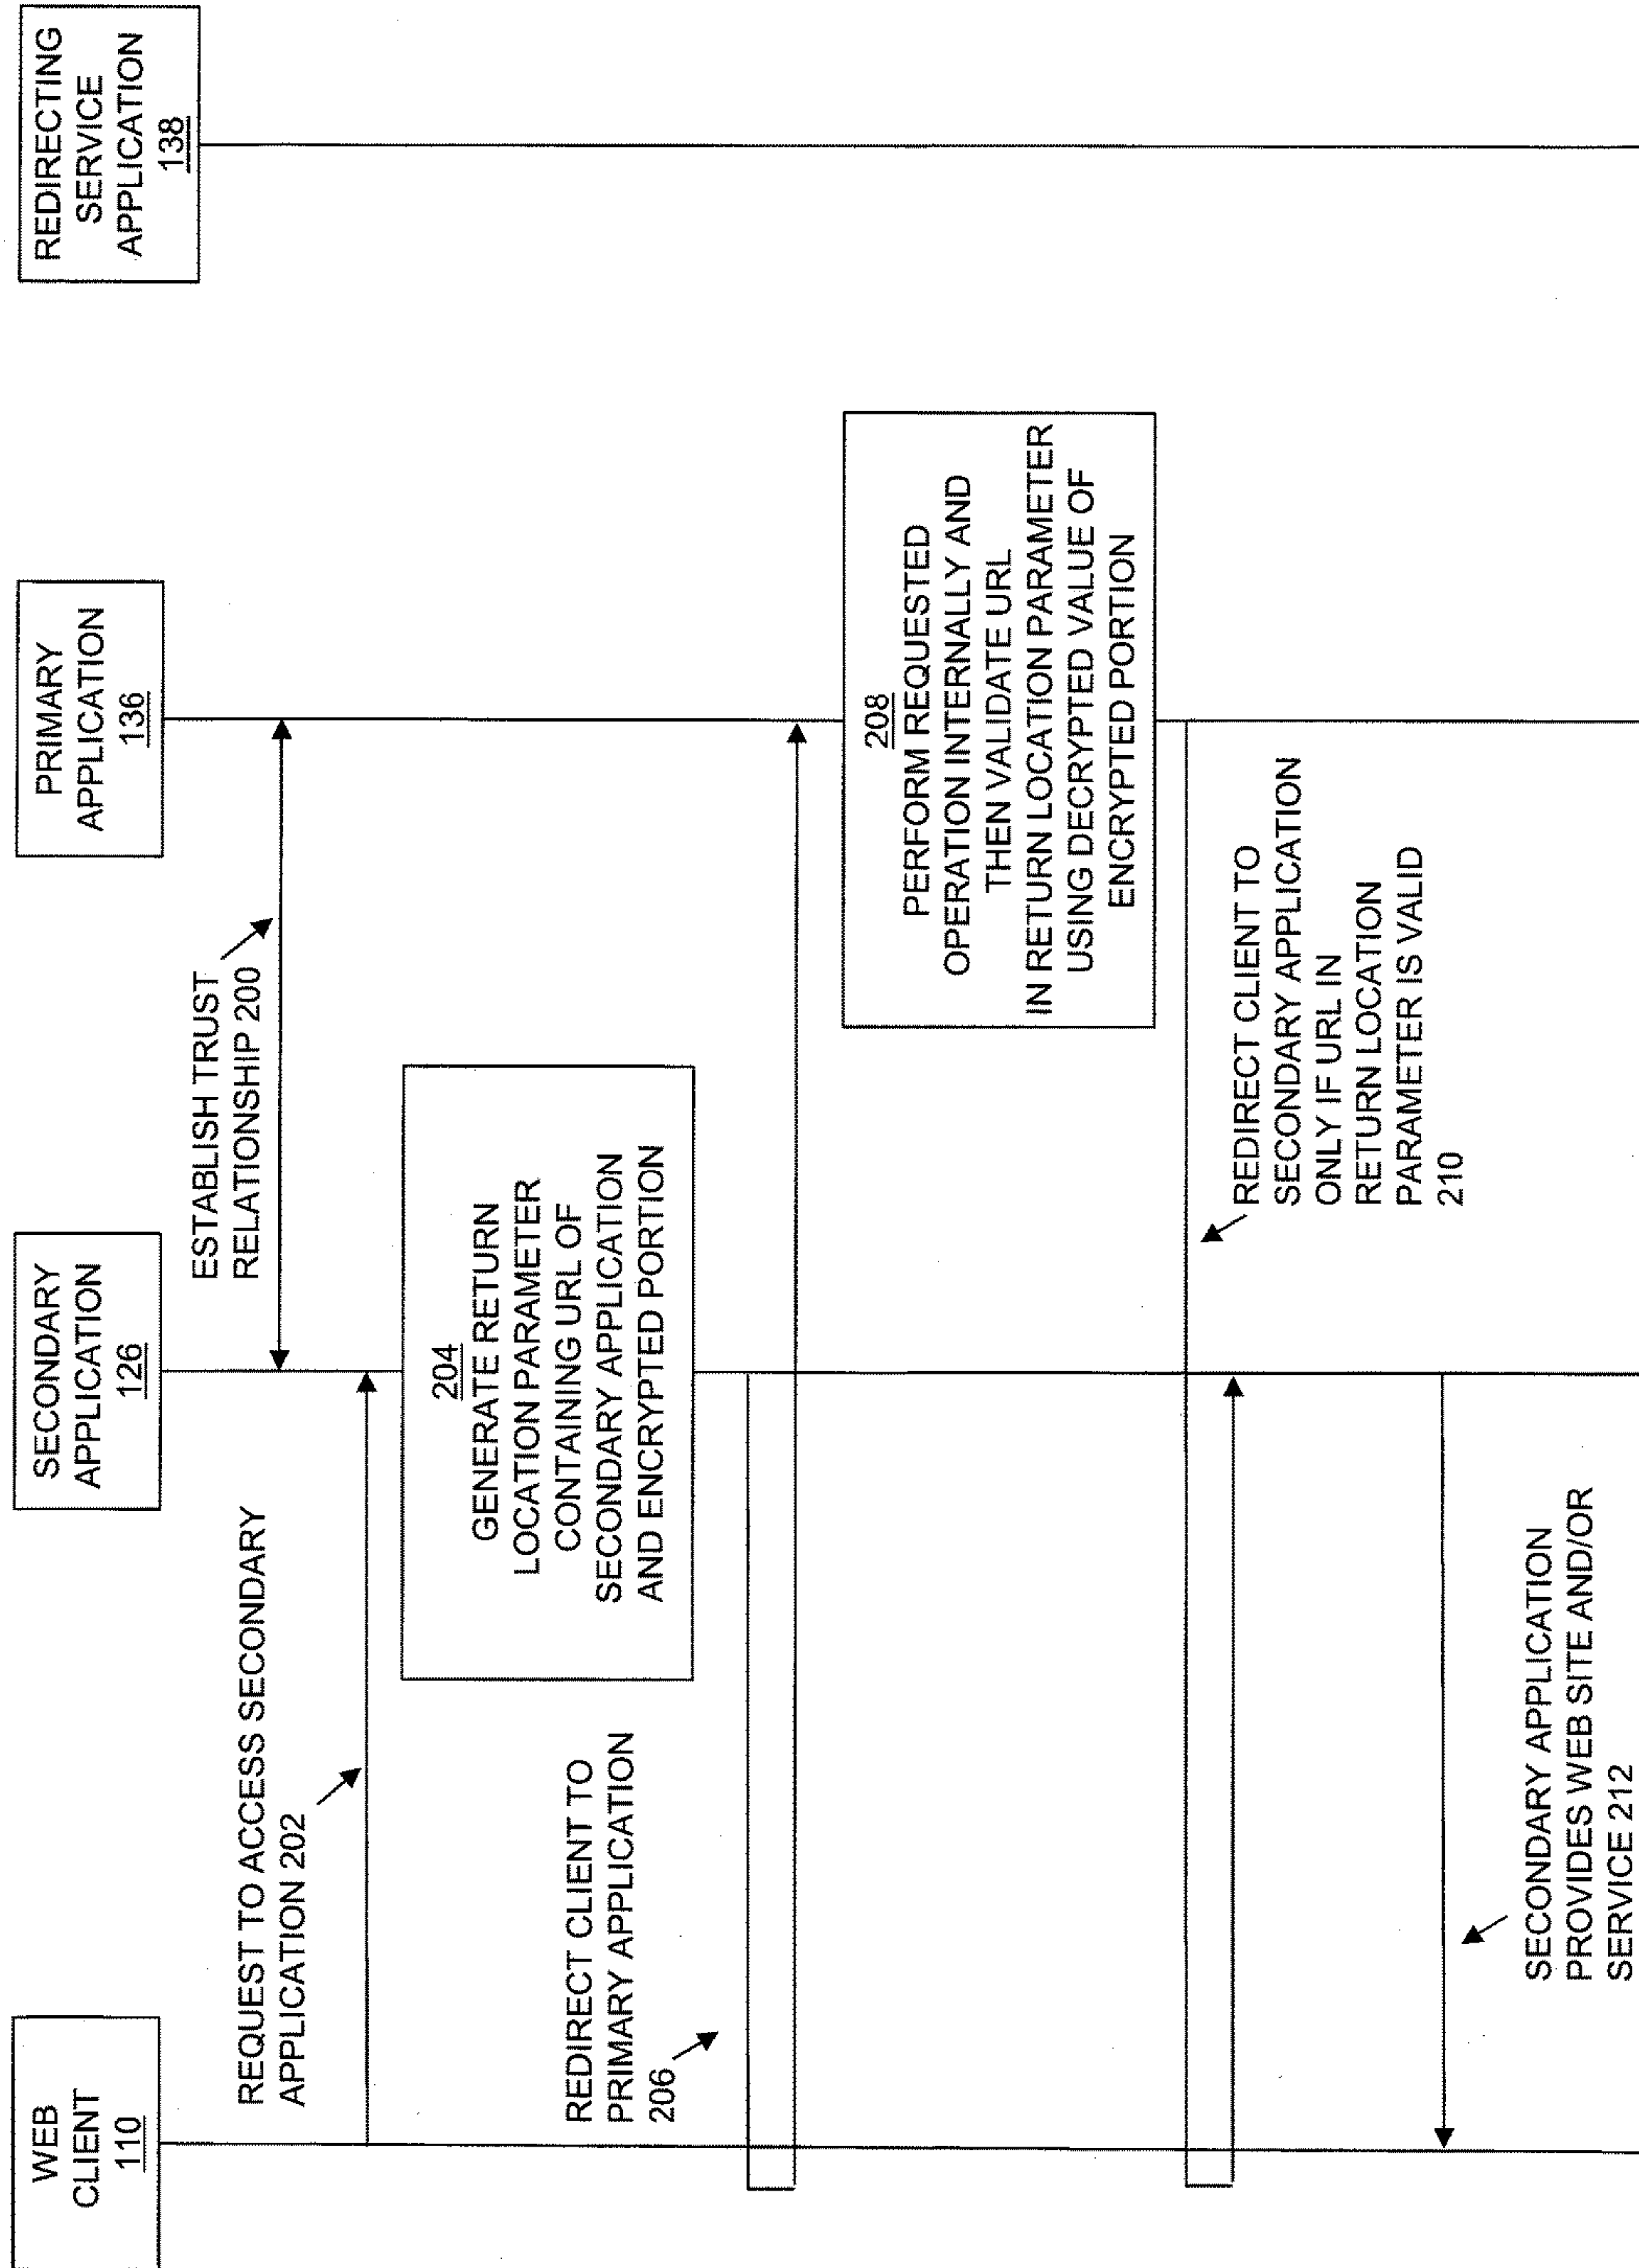 WEB
CLIENT
110
SECONDARY
APPLICATION
126
PRIMARY
APPLICATION
136
REDIRECTING
SERVICE
APPLICATION
138
ESTABLISH TRUST
RELATIONSHIP 200
REQUEST TO ACCESS SECONDARY
APPLICATION 202
204
GENERATE RETURN
LOCATION PARAMETER
CONTAINING URL OF
SECONDARY APPLICATION
AND ENCRYPTED PORTION
REDIRECT CLIENT TO
PRIMARY APPLICATION
206
208
PERFORM REQUESTED
OPERATION INTERNALLY AND
THEN VALIDATE URL
IN RETURN LOCATION PARAMETER
USING DECRYPTED VALUE OF
ENCRYPTED PORTION
REDIRECT CLIENT TO
SECONDARY APPLICATION
ONLY IF URL IN
RETURN LOCATION
PARAMETER IS VALID
210
SECONDARY APPLICATION
PROVIDES WEB SITE AND/OR
SERVICE 212